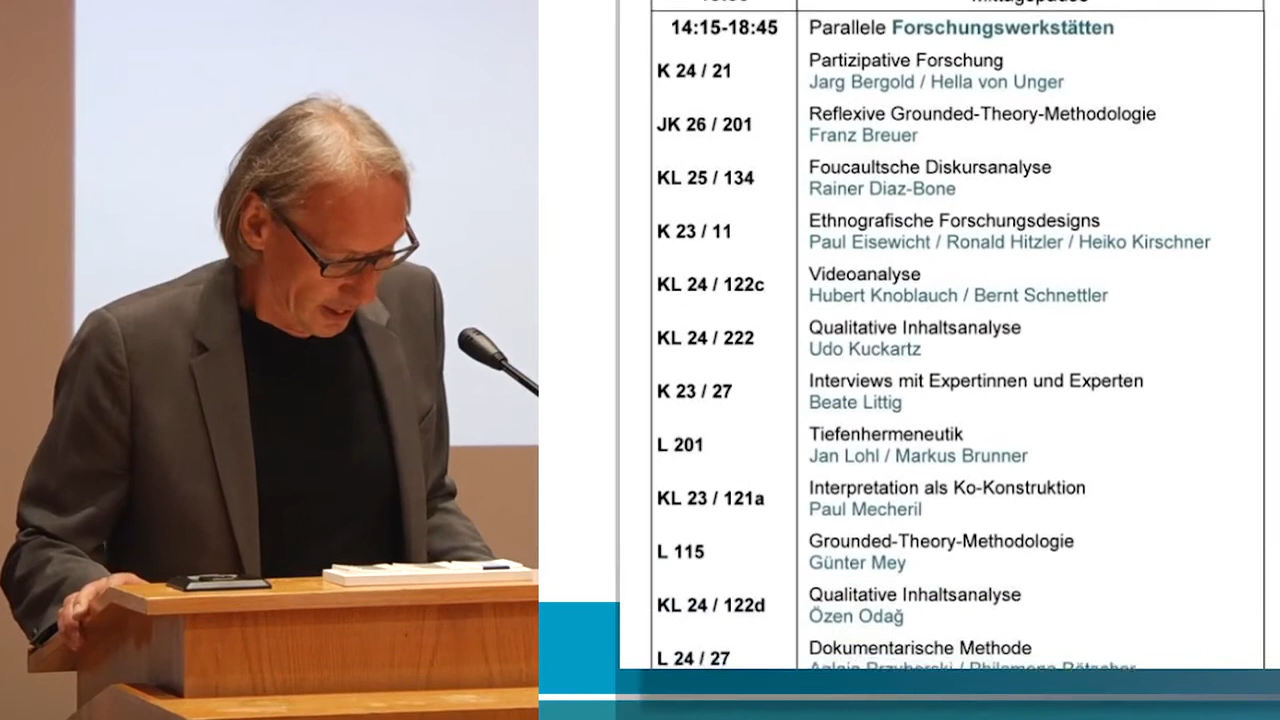 14:15-18:45 Parallele Forschungswerkstätten
K 24 / 21 Partizipative Forschung
Jarg Bergold / Hella von Unger
JK 26 / 201 Reflexive Grounded-Theory-Methodologie
Franz Breuer
KL 25 / 134 Foucaultsche Diskursanalyse
Rainer Diaz-Bone
K 23 / 11 Ethnografische Forschungsdesigns
Paul Eisewicht / Ronald Hitzler / Heiko Kirschner
KL 24 / 122c Videoanalyse
Hubert Knoblauch / Bernt Schnettler
KL 24 / 222 Qualitative Inhaltsanalyse
Udo Kuckartz
K 23 / 27 Interviews mit Expertinnen und Experten
Beate Littig
L 201 Tiefenhermeneutik
Jan Lohl / Markus Brunner
KL 23 / 121a Interpretation als Ko-Konstruktion
Paul Mecheril
L 115 Grounded-Theory-Methodologie
Günter Mey
KL 24 / 122d Qualitative Inhaltsanalyse
Özen Odağ
L 24 / 27 Dokumentarische Methode